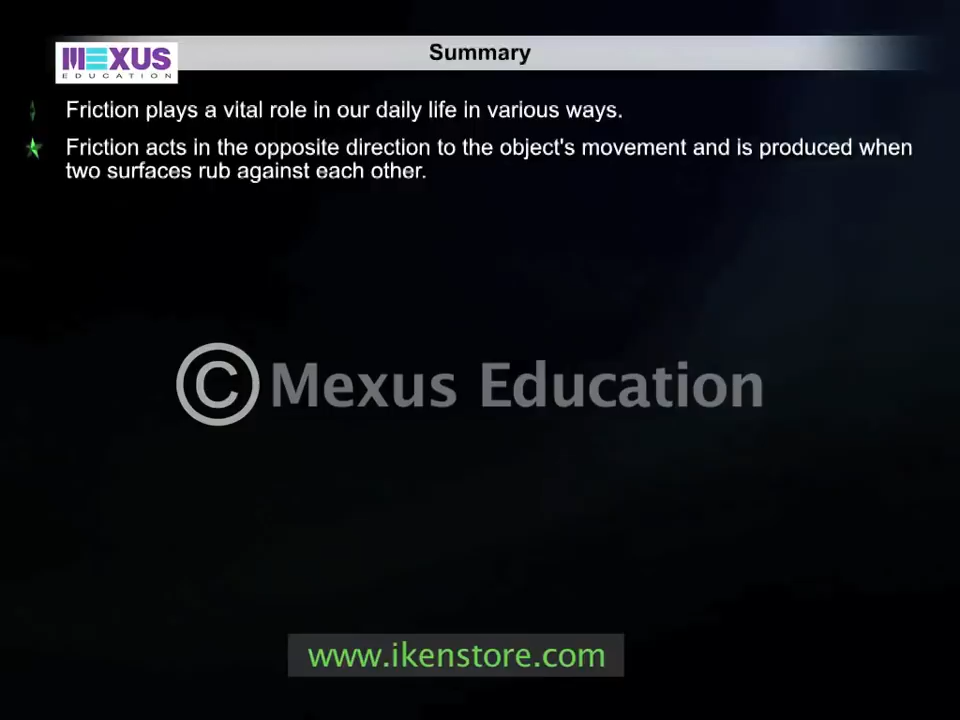 MEXUS
EDUCATION
Summary
Friction plays a vital role in our daily life in various ways.
Friction acts in the opposite direction to the object's movement and is produced when
two surfaces rub against each other.
© Mexus Education
www.ikenstore.com